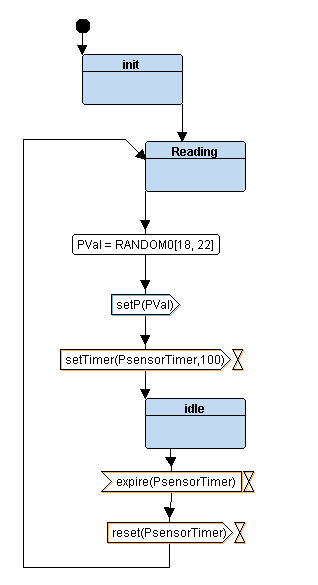 init
Reading
PVal = RANDOM0[18, 22]
setP(PVal)
setTimer(PsensorTimer,100)
idle
expire(PsensorTimer)
reset(PsensorTimer)